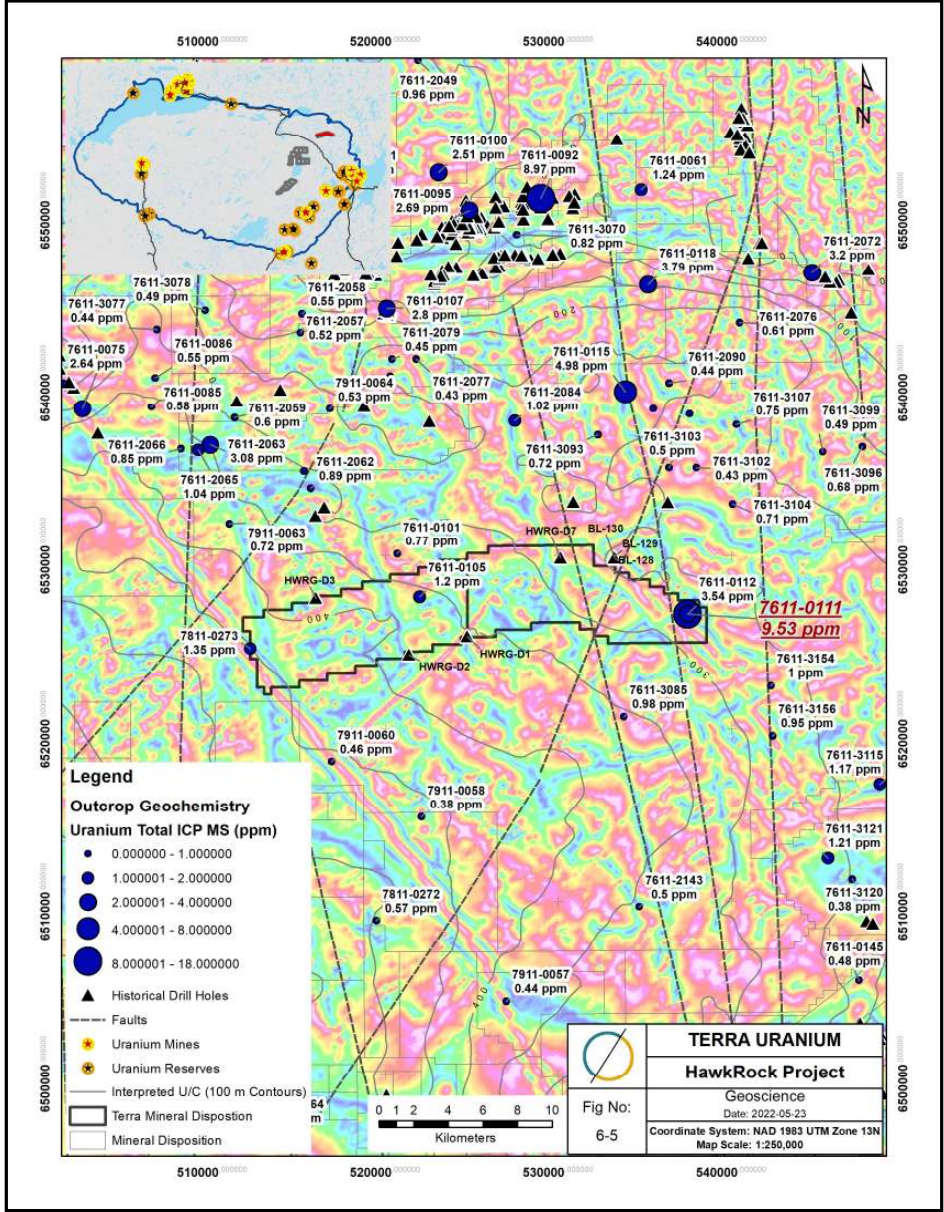 510000
520000
530000
540000
7611-2049
0.96 ppm
N
7611-0100
2.51 ppm
7611-0092
8.97 ppm
7611-0061
1.24 ppm
7611-0095
2.69 ppm
7611-3070
0.82 ppm
7611-0118
3.79 ppm
7611-2072
3.2 ppm
6550000
6550000
7611-3078
0.49 ppm
7611-2058
0.55 ppm
7611-3077
0.44 ppm
7611-0107
2.8 ppm
200
100
7611-2057
0.52 ppm
7611-2079
0.45 ppm
7611-2076
0.61 ppm
7611-0075
2.64 ppm
7611-0086
0.55 ppm
7611-0115
4.98 ppm
7611-2090
0.44 ppm
7611-0085
0.58 ppm
7911-0064
0.53 ppm
7611-2077
0.43 ppm
7611-2084
1.02 ppm
7611-3107
0.75 ppm
7611-3099
0.49 ppm
6540000
6540000
7611-2059
0.6 ppm
7611-2066
0.85 ppm
7611-2063
3.08 ppm
7611-3093
0.72 ppm
7611-3103
0.5 ppm
7611-2062
0.89 ppm
7611-3102
0.43 ppm
7611-3096
0.68 ppm
7611-2065
1.04 ppm
7611-3104
0.71 ppm
7911-0063
0.72 ppm
7611-0101
0.77 ppm
HWRG-D7
BL-130
BL-129
BL-128
6530000
6530000
HWRG-D3
7611-0105
1.2 ppm
7611-0112
3.54 ppm
7611-0111
9.53 ppm
400
7811-0273
1.35 ppm
HWRG-D1
HWRG-D2
300
7611-3154
1 ppm
7611-3085
0.98 ppm
7611-3156
0.95 ppm
6520000
6520000
7911-0060
0.46 ppm
7611-3115
1.17 ppm
7911-0058
0.38 ppm
7611-3121
1.21 ppm
7611-2143
0.5 ppm
7811-0272
0.57 ppm
7611-3120
0.38 ppm
6510000
6510000
7611-0145
0.48 ppm
7911-0057
0.44 ppm
400
6500000
6500000
64
m
Legend
Outcrop Geochemistry
Uranium Total ICP MS (ppm)
0.000000 - 1.000000
1.000001 - 2.000000
2.000001 - 4.000000
4.000001 - 8.000000
8.000001 - 18.000000
Historical Drill Holes
Faults
Uranium Mines
Uranium Reserves
Interpreted U/C (100 m Contours)
Terra Mineral Dispostion
Mineral Disposition
0 1 2 4 6 8 10
Kilometers
TERRA URANIUM
HawkRock Project
Fig No:
6-5
Geoscience
Date: 2022-05-23
Coordinate System: NAD 1983 UTM Zone 13N
Map Scale: 1:250,000
510000
520000
530000
540000